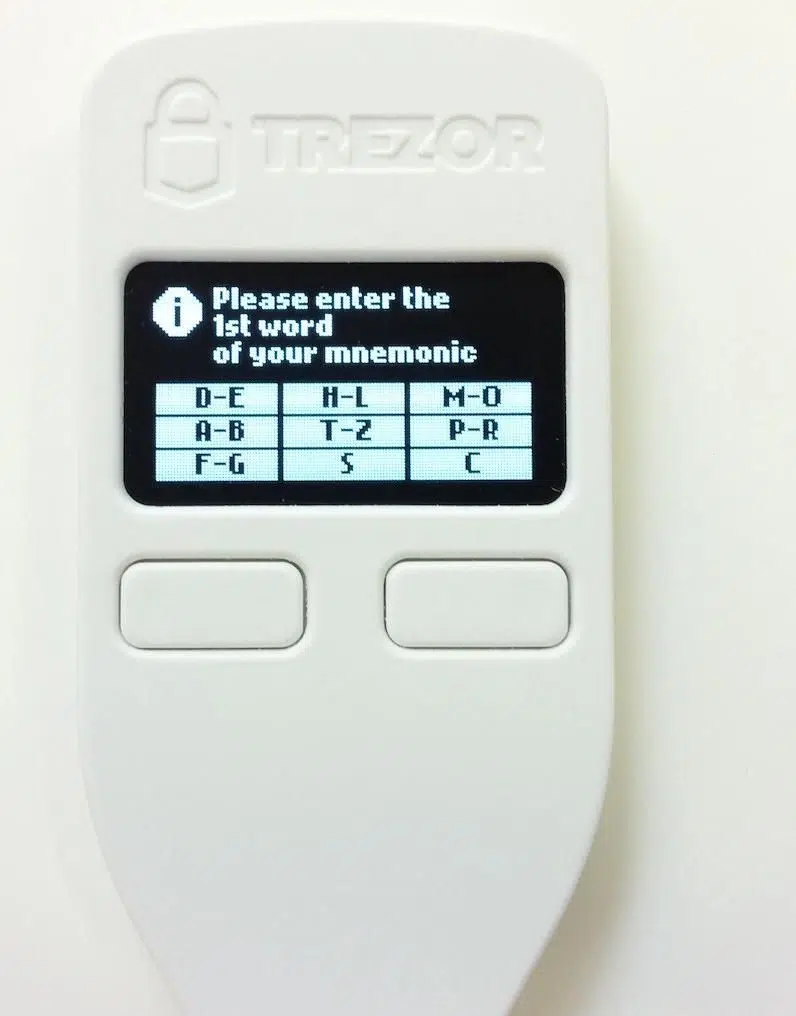 TREZOR
Please enter the
1st word
of your mnemonic
D-E H-L M-O
A-B T-Z P-R
F-G S C